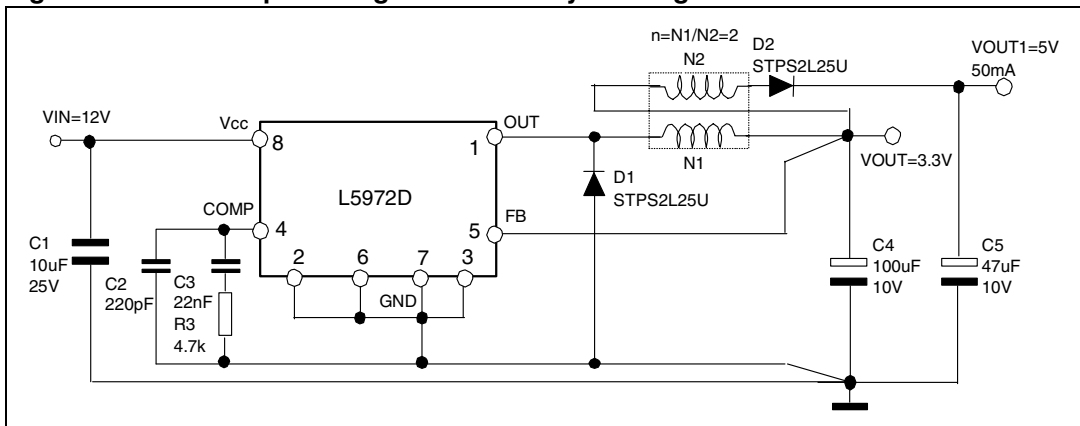 n=N1/N2=2
N2
D2
STPS2L25U
VOUT1=5V
50mA
VIN=12V
Vcc
8
OUT
1
N1
VOUT=3.3V
D1
STPS2L25U
L5972D
COMP
4
FB
5
2
6
7
3
GND
C1
10uF
25V
C2
220pF
C3
22nF
R3
4.7k
C4
100uF
10V
C5
47uF
10V